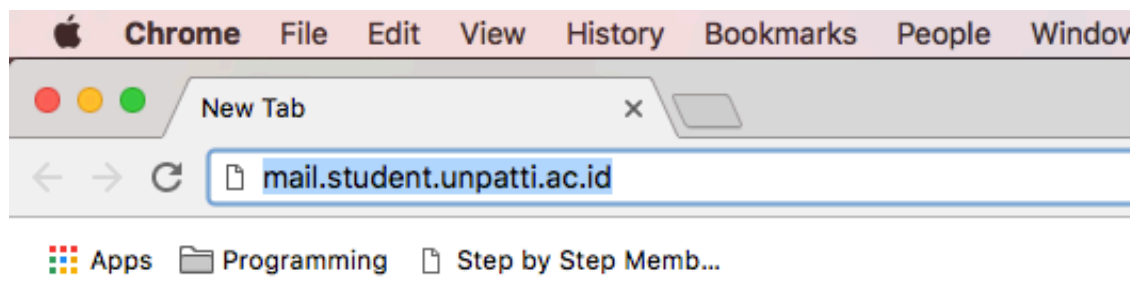 Chrome File Edit View History Bookmarks People Window
New Tab
mail.student.unpatti.ac.id
Apps Programming Step by Step Memb...